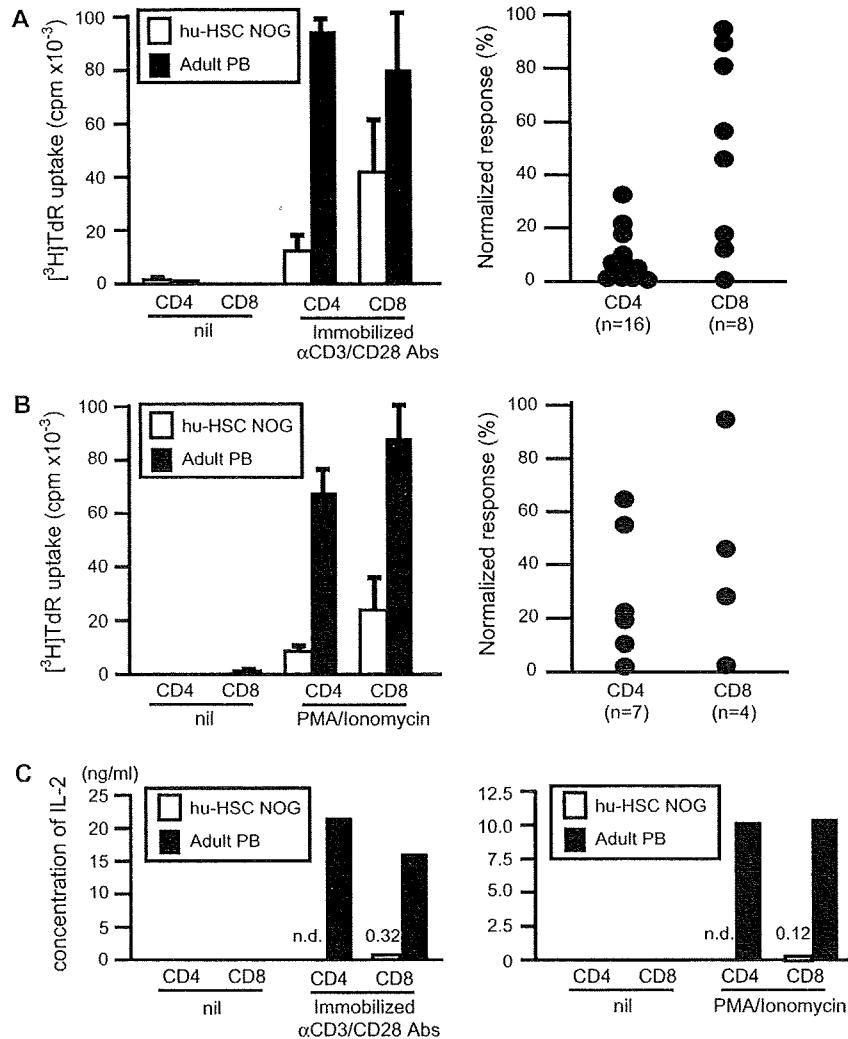 A
[³H]TdR uptake (cpm x10⁻³)
100
80
60
40
20
0
hu-HSC NOG
Adult PB
CD4 CD8 CD4 CD8
nil
Immobilized
αCD3/CD28 Abs
Normalized response (%)
100
80
60
40
20
0
CD4 CD8
(n=16) (n=8)
B
[³H]TdR uptake (cpm x10⁻³)
100
80
60
40
20
0
hu-HSC NOG
Adult PB
CD4 CD8 CD4 CD8
nil PMA/Ionomycin
Normalized response (%)
100
80
60
40
20
0
CD4 CD8
(n=7) (n=4)
C
(ng/ml)
concentration of IL-2
25
20
15
10
5
0
hu-HSC NOG
Adult PB
n.d. 0.32
CD4 CD8 CD4 CD8
nil
Immobilized
αCD3/CD28 Abs
12.5
10.0
7.5
5.0
2.5
0
hu-HSC NOG
Adult PB
n.d. 0.12
CD4 CD8 CD4 CD8
nil PMA/Ionomycin